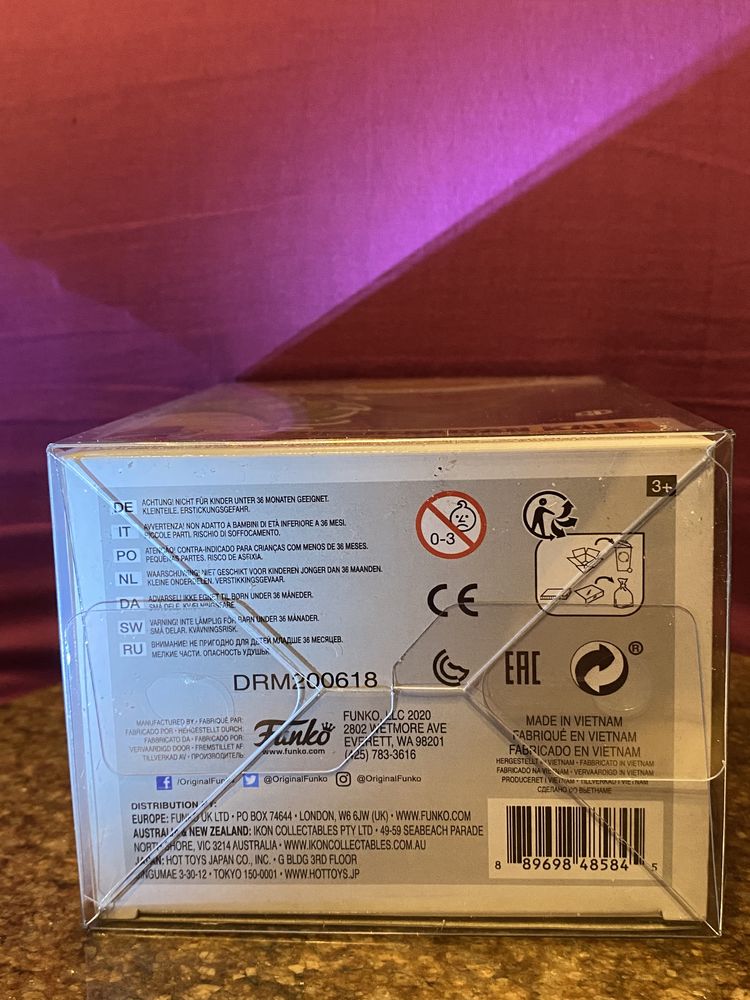 3+
DE ACHTUNG! NICHT FÜR KINDER UNTER 36 MONATEN GEEIGNET.
KLEINTEILE. ERSTICKUNGSGEFAHR.
IT AVVERTENZA! NON ADATTO A BAMBINI DI ETÀ INFERIORE A 36 MESI.
PICCOLE PARTI. RISCHIO DI SOFFOCAMENTO.
PO ATENÇÃO! CONTRA-INDICADO PARA CRIANÇAS COM MENOS DE 36 MESES.
PEQUENAS PARTES. RISCO DE ASFIXIA.
NL WAARSCHUWING! NIET GESCHIKT VOOR KINDEREN JONGER DAN 36 MAANDEN.
KLEINE ONDERDELEN. VERSTIKKINGSGEVAAR.
DA ADVARSEL! IKKE EGNET TIL BØRN UNDER 36 MÅNEDER.
SMÅ DELE. KVÆLNINGSFARE.
SW VARNING! INTE LÄMPLIG FÖR BARN UNDER 36 MÅNADER.
SMÅ DELAR. KVÄVNINGSRISK.
RU ВНИМАНИЕ! НЕ ПРИГОДНО ДЛЯ ДЕТЕЙ МЛАДШЕ 36 МЕСЯЦЕВ.
МЕЛКИЕ ЧАСТИ. ОПАСНОСТЬ УДУШЬЯ.
0-3
CE
EAC
®
DRM200618
MANUFACTURED BY • FABRIQUÉ PAR:
FABRICADO POR • HERGESTELLT DURCH:
FABBRICATO DA • FABRICADO POR:
VERVAARDIGD DOOR • FREMSTILLET AF
TILLVERKAD AV • ПРОИЗВОДИТЕЛЬ:
Funko
www.funko.com
FUNKO, LLC 2020
2802 WETMORE AVE
EVERETT, WA 98201
(425) 783-3616
MADE IN VIETNAM
FABRIQUÉ EN VIETNAM
FABRICADO EN VIETNAM
HERGESTELLT IN VIETNAM • FABBRICATO IN VIETNAM
FABRICADO NA VIETNAM • VERVAARDIGD IN VIETNAM
PRODUCERET I VIETNAM • TILLVERKAD I VIETNAM
СДЕЛАНО ВО ВЬЕТНАМЕ
/OriginalFunko @OriginalFunko @OriginalFunko
DISTRIBUTION BY:
EUROPE: FUNKO UK LTD • PO BOX 74644 • LONDON, W6 6JW (UK) • WWW.FUNKO.COM
AUSTRALIA & NEW ZEALAND: IKON COLLECTABLES PTY LTD • 49-59 SEABEACH PARADE
NORTH SHORE, VIC 3214 AUSTRALIA • WWW.IKONCOLLECTABLES.COM.AU
JAPAN: HOT TOYS JAPAN CO., INC. • G BLDG 3RD FLOOR
JINGUMAE 3-30-12 • TOKYO 150-0001 • WWW.HOTTOYS.JP
8 89698 48584 5